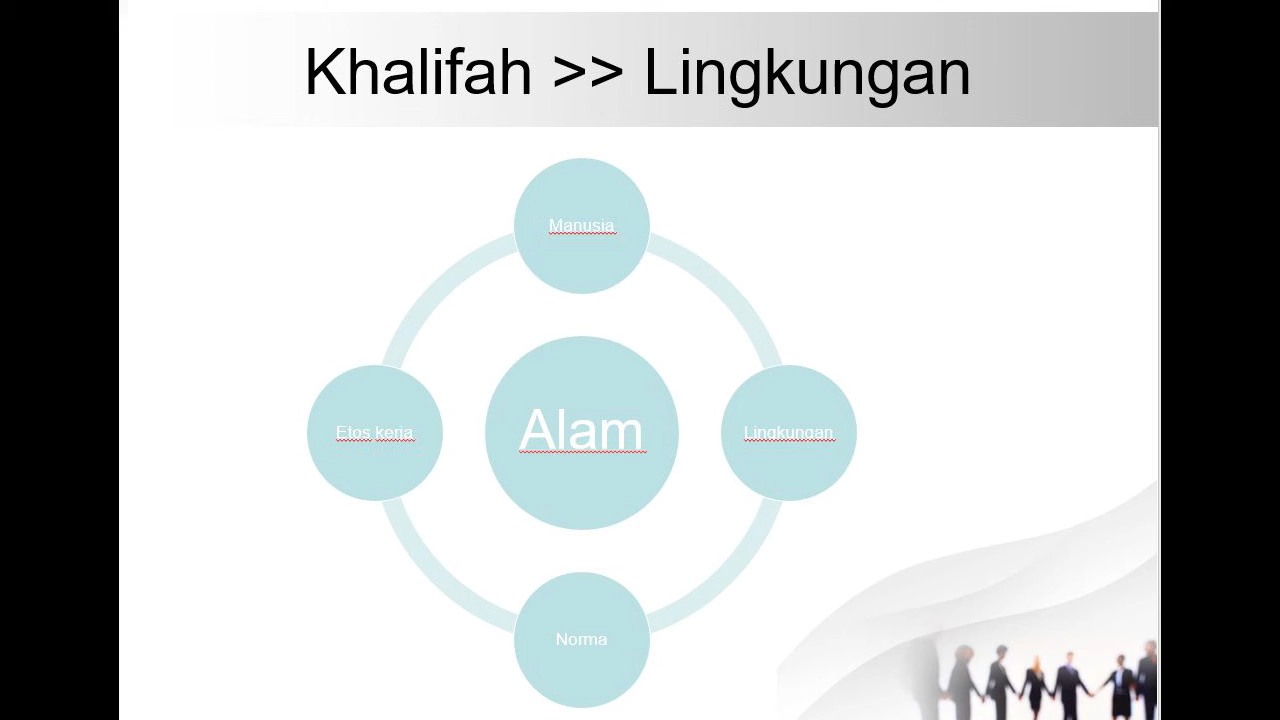 Khalifah >> Lingkungan
Manusia
Etos kerja
Alam
Lingkungan
Norma